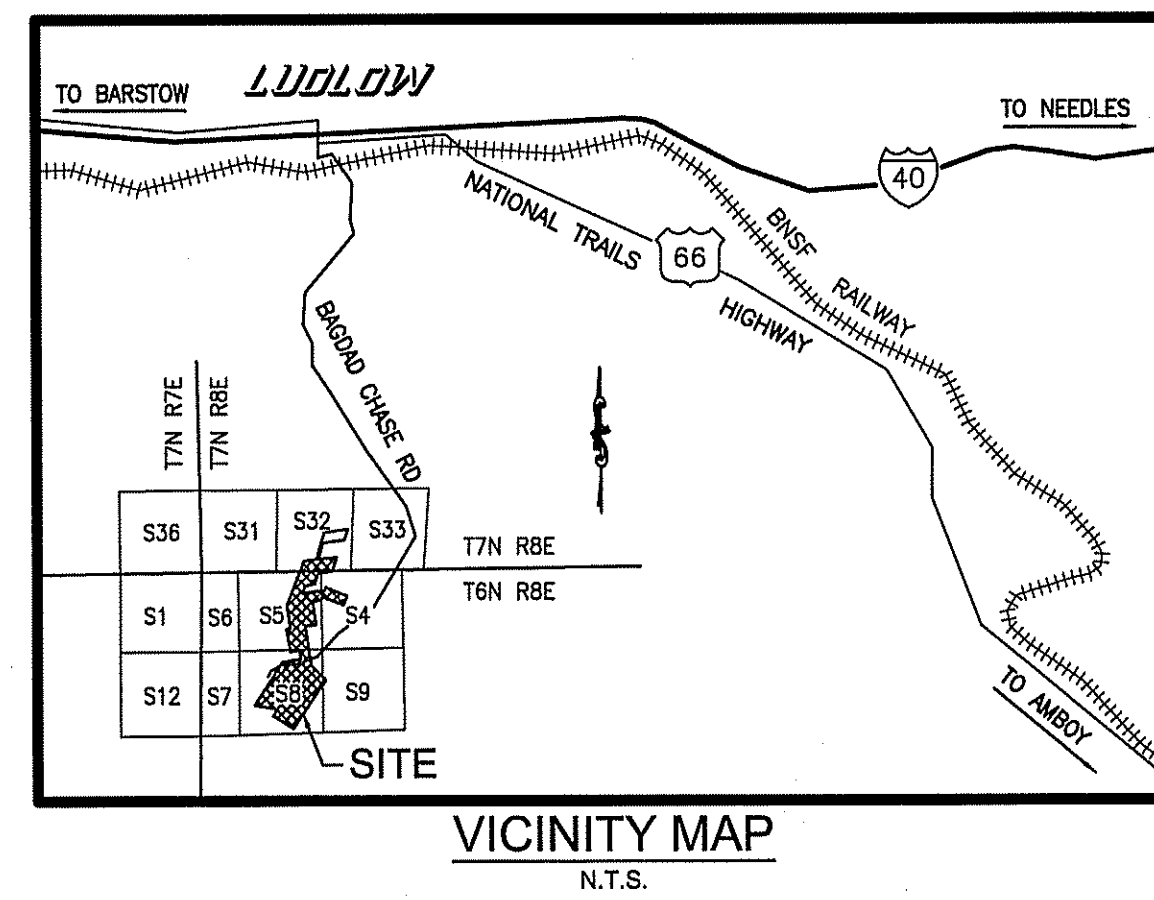 LUDLOW
TO BARSTOW
TO NEEDLES
40
NATIONAL TRAILS
66
HIGHWAY
BNSF
RAILWAY
BAGDAD CHASE RD
T7N R7E
T7N R8E
S36
S31
S32
S33
T7N R8E
T6N R8E
S1
S6
S5
S4
S12
S7
S8
S9
TO AMBOY
SITE
VICINITY MAP
N.T.S.